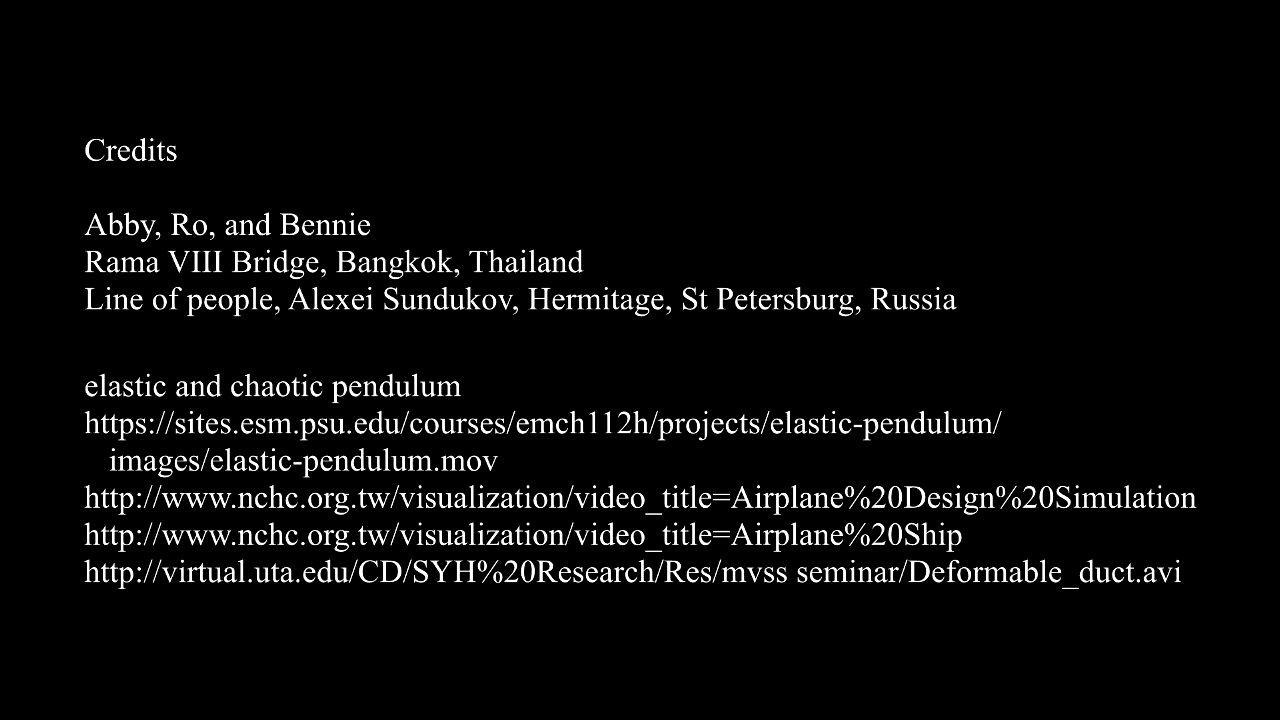 Credits
Abby, Ro, and Bennie
Rama VIII Bridge, Bangkok, Thailand
Line of people, Alexei Sundukov, Hermitage, St Petersburg, Russia
elastic and chaotic pendulum
https://sites.esm.psu.edu/courses/emch112h/projects/elastic-pendulum/
images/elastic-pendulum.mov
http://www.nchc.org.tw/visualization/video_title=Airplane%20Design%20Simulation
http://www.nchc.org.tw/visualization/video_title=Airplane%20Ship
http://virtual.uta.edu/CD/SYH%20Research/Res/mvss seminar/Deformable_duct.avi